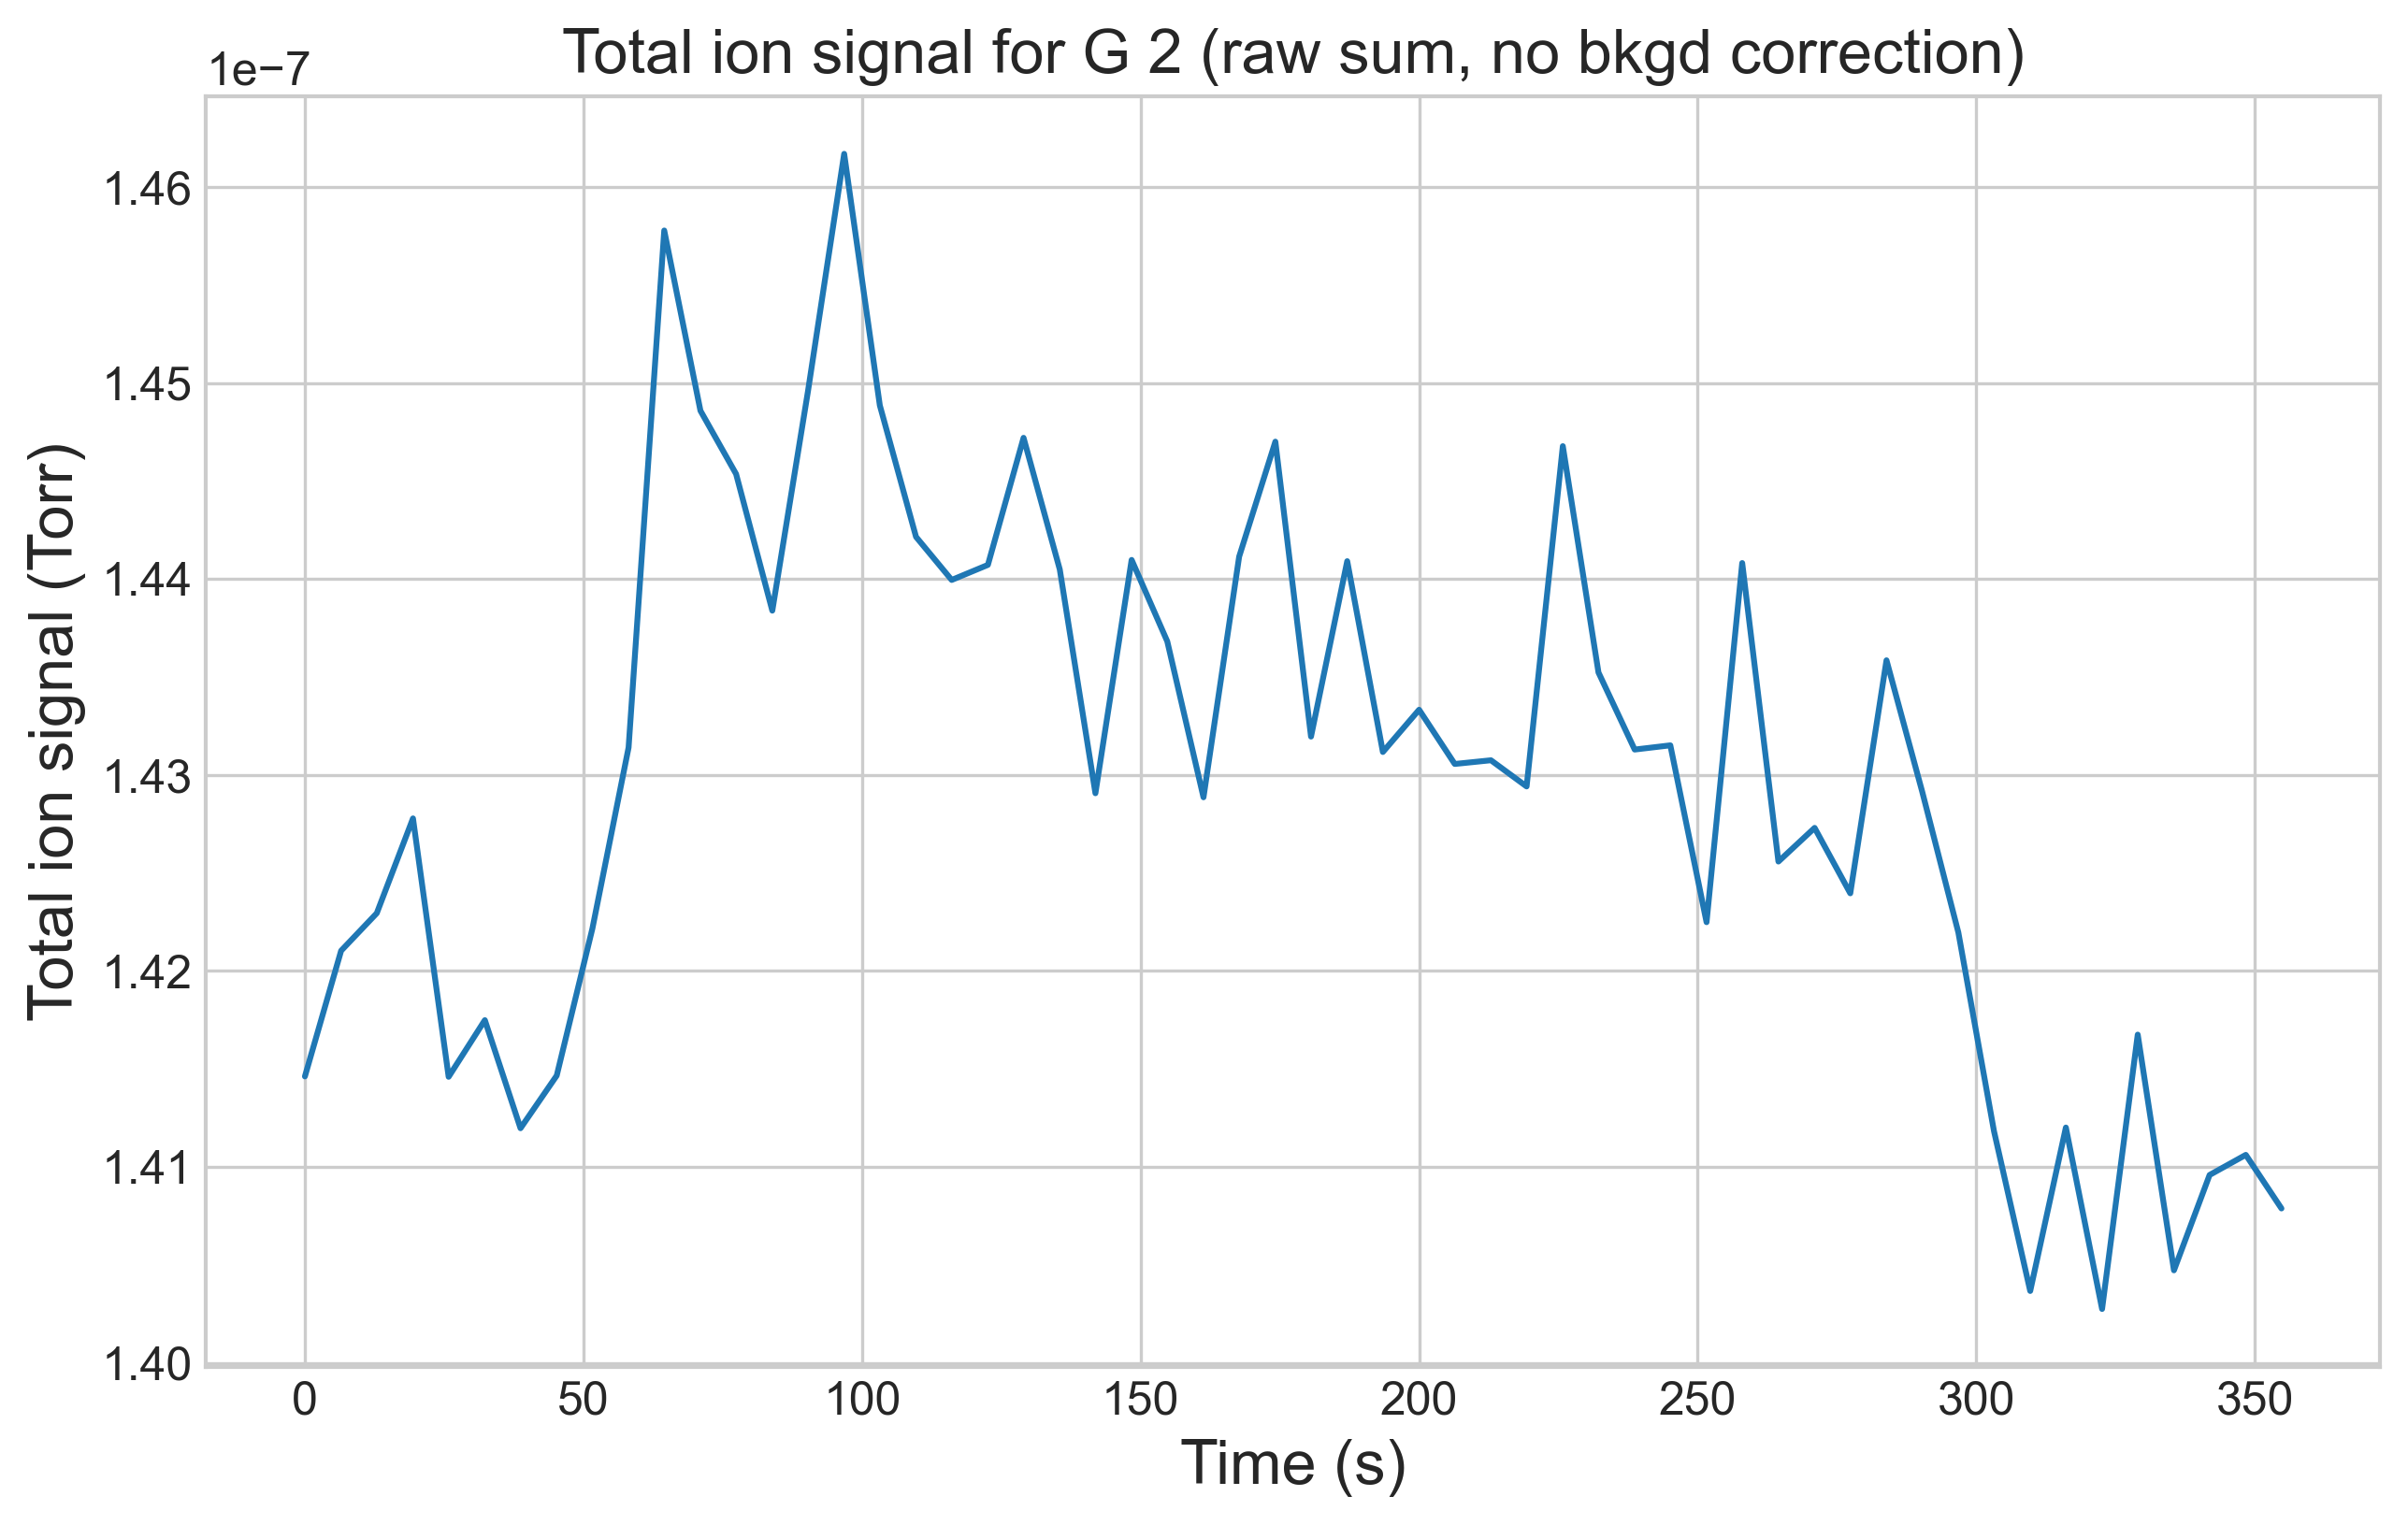 Total ion signal for G 2 (raw sum, no bkgd correction)
1e−7
1.46
1.45
1.44
1.43
1.42
1.41
1.40
Total ion signal (Torr)
0 50 100 150 200 250 300 350
Time (s)